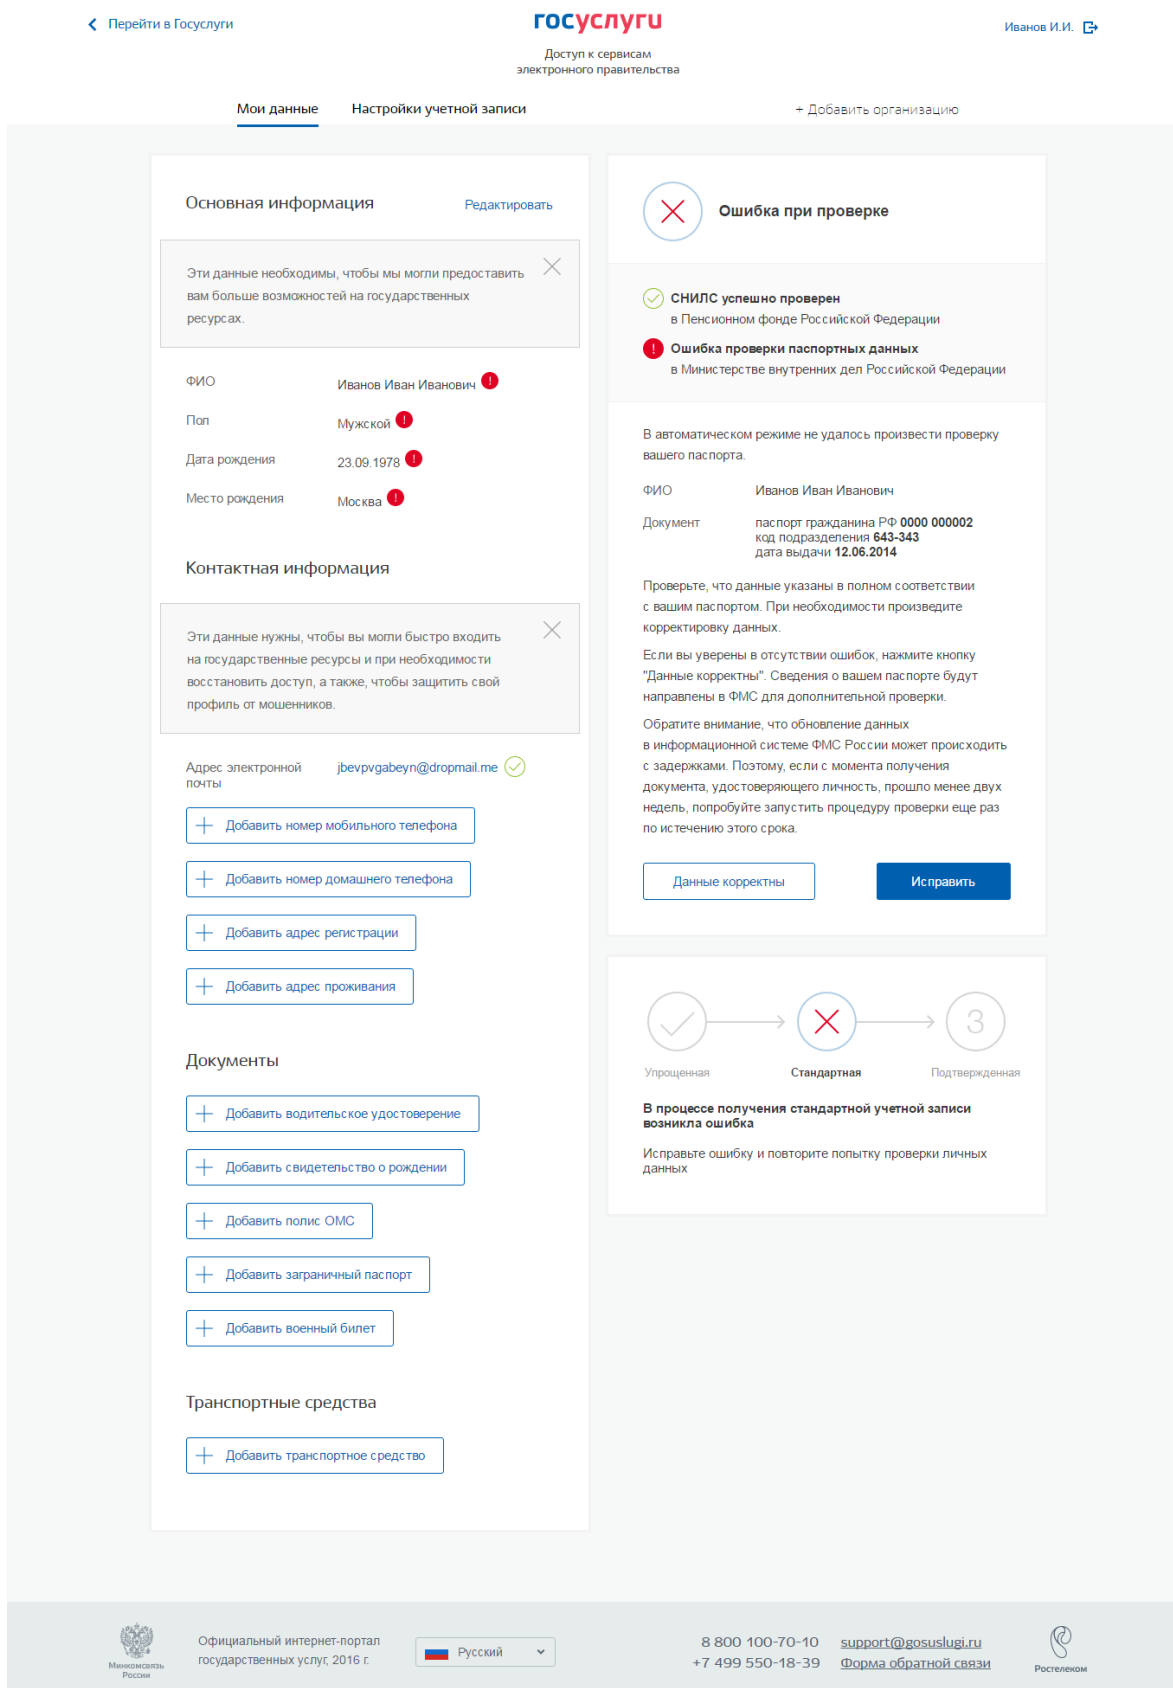 Перейти в Госуслуги
госуслуги
Иванов И.И.
Доступ к сервисам
электронного правительства
Мои данные
Настройки учетной записи
+ Добавить организацию
Основная информация
Редактировать
Эти данные необходимы, чтобы мы могли предоставить
вам больше возможностей на государственных
ресурсах.
ФИО
Иванов Иван Иванович
Пол
Мужской
Дата рождения
23.09.1978
Место рождения
Москва
Контактная информация
Эти данные нужны, чтобы вы могли быстро входить
на государственные ресурсы и при необходимости
восстановить доступ, а также, чтобы защитить свой
профиль от мошенников.
Адрес электронной
почты
jbevpvgabeyn@dropmail.me
Добавить номер мобильного телефона
Добавить номер домашнего телефона
Добавить адрес регистрации
Добавить адрес проживания
Документы
Добавить водительское удостоверение
Добавить свидетельство о рождении
Добавить полис ОМС
Добавить заграничный паспорт
Добавить военный билет
Транспортные средства
Добавить транспортное средство
Ошибка при проверке
СНИЛС успешно проверен
в Пенсионном фонде Российской Федерации
Ошибка проверки паспортных данных
в Министерстве внутренних дел Российской Федерации
В автоматическом режиме не удалось произвести проверку
вашего паспорта.
ФИО
Иванов Иван Иванович
Документ
паспорт гражданина РФ 0000 000002
код подразделения 643-343
дата выдачи 12.06.2014
Проверьте, что данные указаны в полном соответствии
с вашим паспортом. При необходимости произведите
корректировку данных.
Если вы уверены в отсутствии ошибок, нажмите кнопку
"Данные корректны". Сведения о вашем паспорте будут
направлены в ФМС для дополнительной проверки.
Обратите внимание, что обновление данных
в информационной системе ФМС России может происходить
с задержками. Поэтому, если с момента получения
документа, удостоверяющего личность, прошло менее двух
недель, попробуйте запустить процедуру проверки еще раз
по истечению этого срока.
Данные корректны
Исправить
3
Упрощенная
Стандартная
Подтвержденная
В процессе получения стандартной учетной записи
возникла ошибка
Исправьте ошибку и повторите попытку проверки личных
данных
Минкомсвязь
России
Официальный интернет-портал
государственных услуг, 2016 г.
Русский
8 800 100-70-10
+7 499 550-18-39
support@gosuslugi.ru
Форма обратной связи
Ростелеком